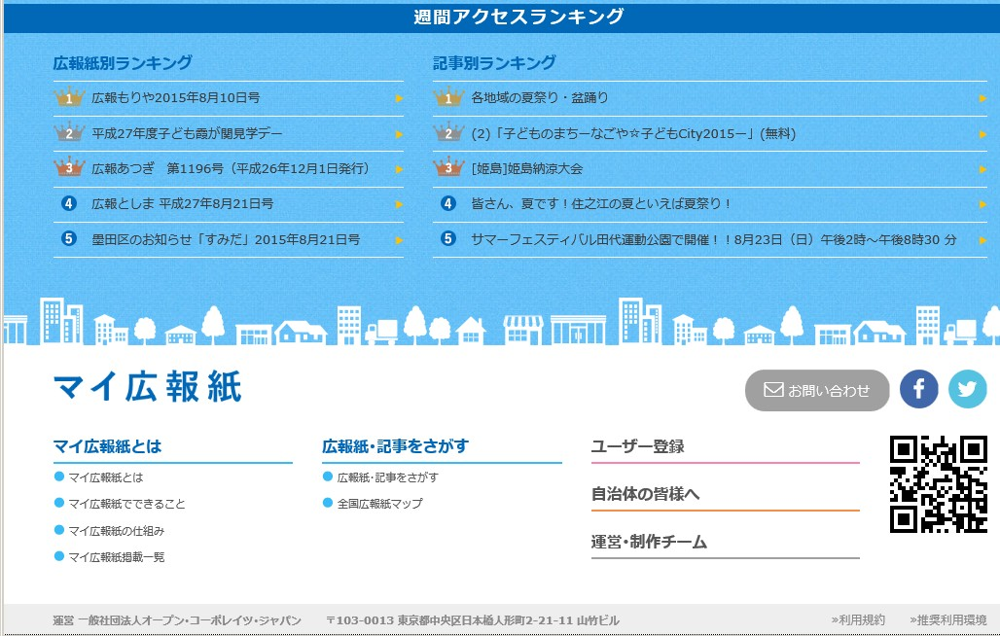 週間アクセスランキング
広報紙別ランキング
1 広報もりや2015年8月10日号
2 平成27年度子ども霞が関見学デー
3 広報あつぎ　第1196号（平成26年12月1日発行）
4 広報としま 平成27年8月21日号
5 墨田区のお知らせ「すみだ」2015年8月21日号
記事別ランキング
1 各地域の夏祭り・盆踊り
2 (2)「子どものまちーなごや☆子どもCity2015ー」(無料)
3 [姫島]姫島納涼大会
4 皆さん、夏です！住之江の夏といえば夏祭り！
5 サマーフェスティバル田代運動公園で開催！！8月23日（日）午後2時～午後8時30 分
マイ広報紙
お問い合わせ
マイ広報紙とは
マイ広報紙とは
マイ広報紙でできること
マイ広報紙の仕組み
マイ広報紙掲載一覧
広報紙・記事をさがす
広報紙・記事をさがす
全国広報紙マップ
ユーザー登録
自治体の皆様へ
運営・制作チーム
運営 一般社団法人オープン・コーポレイツ・ジャパン　　〒103-0013 東京都中央区日本橋人形町2-21-11 山竹ビル
»利用規約　　»推奨利用環境